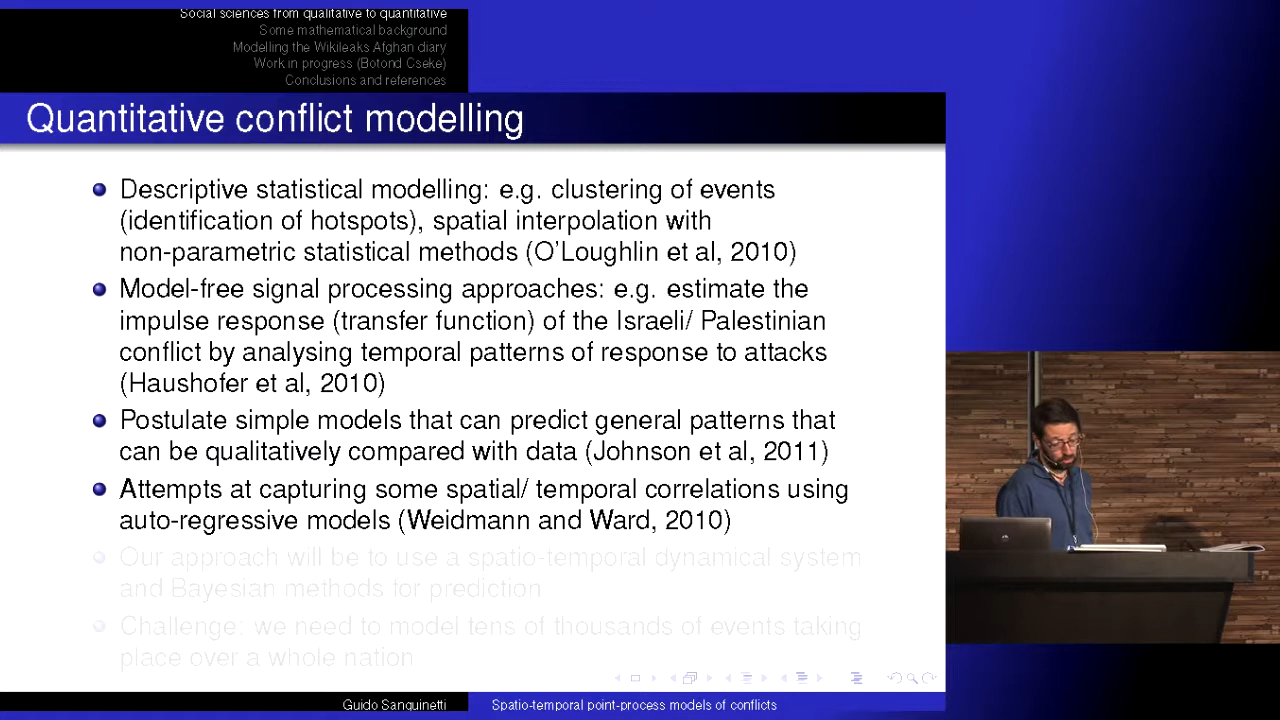 Social sciences from qualitative to quantitative
Some mathematical background
Modelling the Wikileaks Afghan diary
Work in progress (Botond Cseke)
Conclusions and references
Quantitative conflict modelling
Descriptive statistical modelling: e.g. clustering of events
(identification of hotspots), spatial interpolation with
non-parametric statistical methods (O'Loughlin et al, 2010)
Model-free signal processing approaches: e.g. estimate the
impulse response (transfer function) of the Israeli/ Palestinian
conflict by analysing temporal patterns of response to attacks
(Haushofer et al, 2010)
Postulate simple models that can predict general patterns that
can be qualitatively compared with data (Johnson et al, 2011)
Attempts at capturing some spatial/ temporal correlations using
auto-regressive models (Weidmann and Ward, 2010)
Our approach will be to use a spatio-temporal dynamical system
and Bayesian methods for prediction
Challenge: we need to model tens of thousands of events taking
place over a whole nation
Guido Sanguinetti
Spatio-temporal point-process models of conflicts